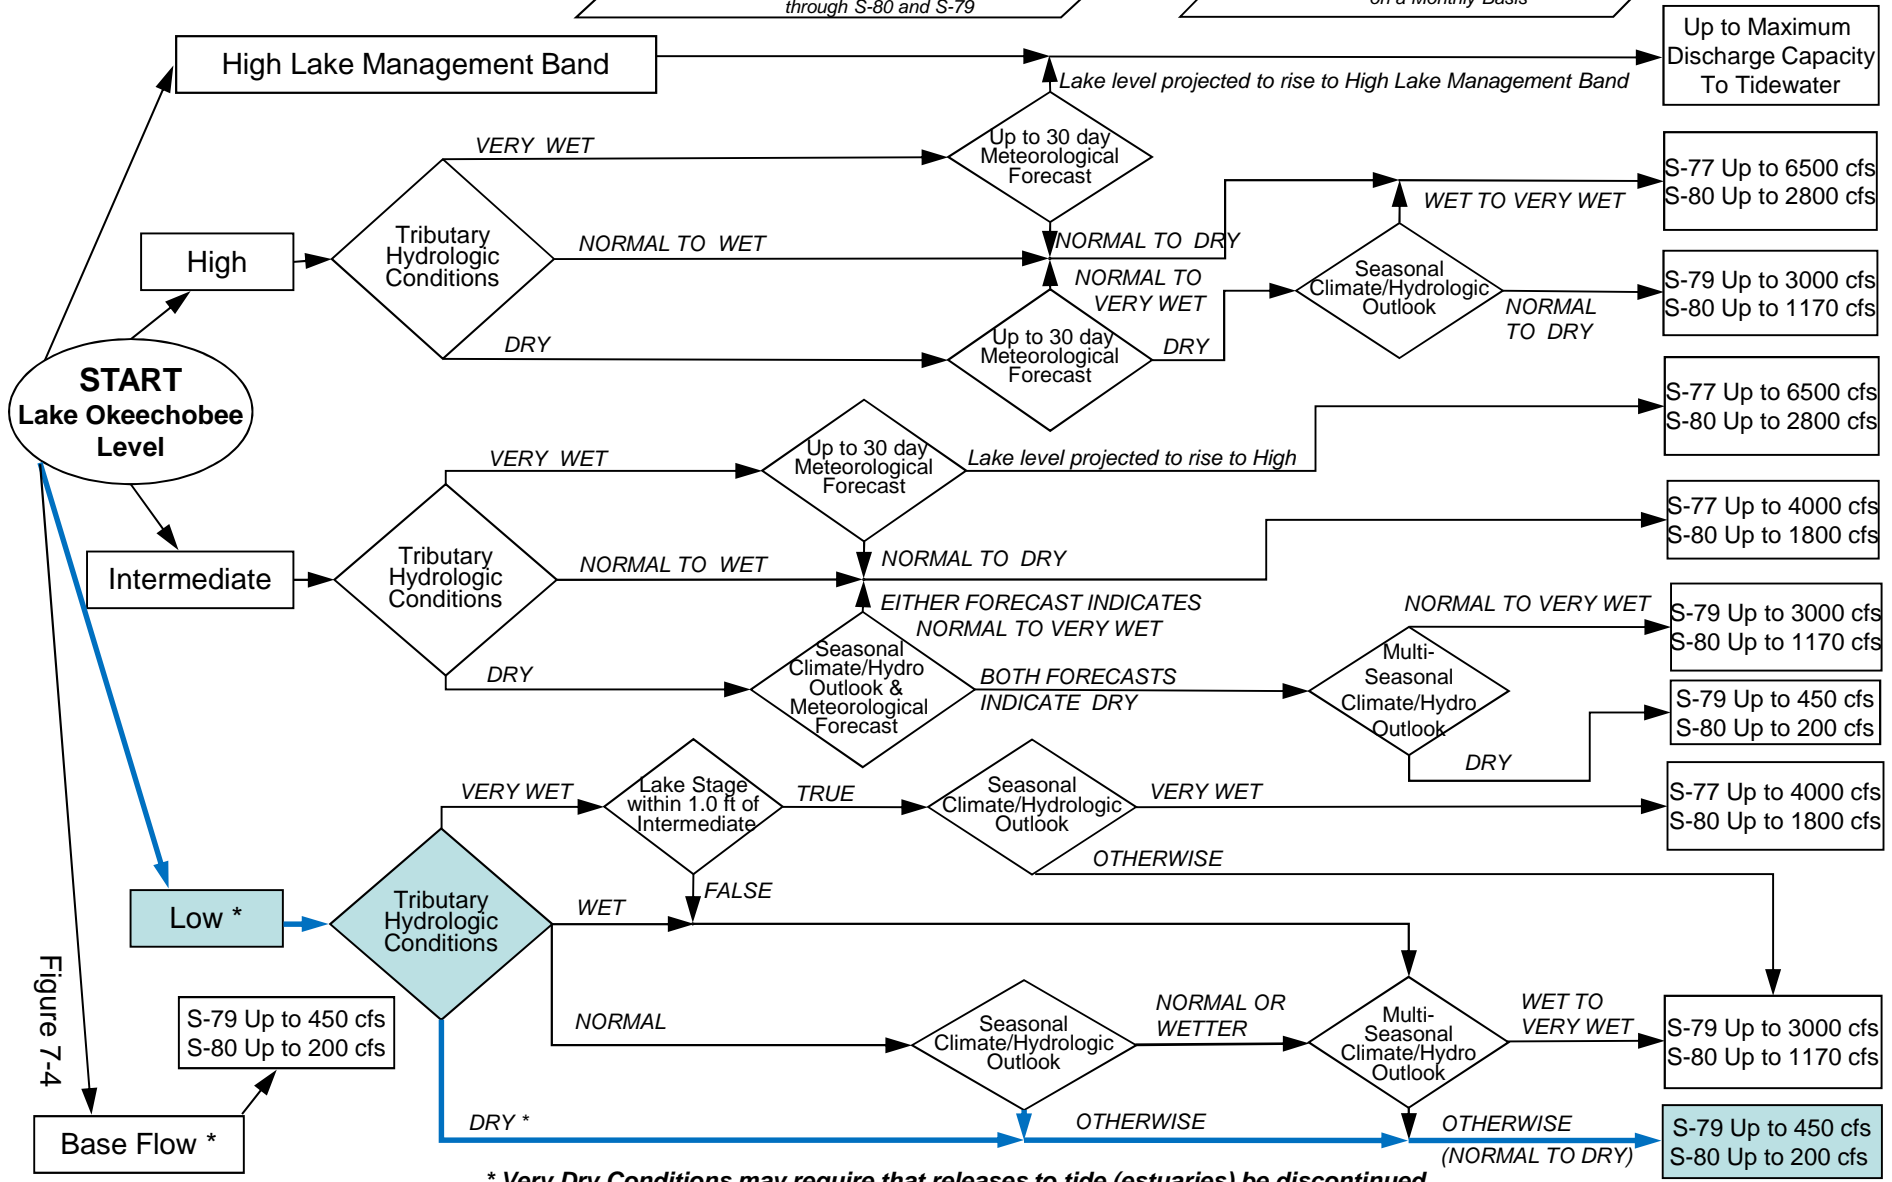 through S-80 and S-79
on a Monthly Basis
Up to Maximum
Discharge Capacity
To Tidewater
High Lake Management Band
Lake level projected to rise to High Lake Management Band
VERY WET
Up to 30 day
Meteorological
Forecast
S-77 Up to 6500 cfs
S-80 Up to 2800 cfs
WET TO VERY WET
Tributary
Hydrologic
Conditions
NORMAL TO WET
NORMAL TO DRY
High
NORMAL TO
VERY WET
Seasonal
Climate/Hydrologic
Outlook
S-79 Up to 3000 cfs
S-80 Up to 1170 cfs
NORMAL
TO DRY
DRY
Up to 30 day
Meteorological
Forecast
DRY
START
Lake Okeechobee
Level
S-77 Up to 6500 cfs
S-80 Up to 2800 cfs
VERY WET
Up to 30 day
Meteorological
Forecast
Lake level projected to rise to High
S-77 Up to 4000 cfs
S-80 Up to 1800 cfs
Intermediate
Tributary
Hydrologic
Conditions
NORMAL TO WET
NORMAL TO DRY
EITHER FORECAST INDICATES
NORMAL TO VERY WET
NORMAL TO VERY WET
S-79 Up to 3000 cfs
S-80 Up to 1170 cfs
DRY
Seasonal
Climate/Hydro
Outlook &
Meteorological
Forecast
BOTH FORECASTS
INDICATE DRY
Multi-
Seasonal
Climate/Hydro
Outlook
DRY
S-79 Up to 450 cfs
S-80 Up to 200 cfs
VERY WET
Lake Stage
within 1.0 ft of
Intermediate
TRUE
Seasonal
Climate/Hydrologic
Outlook
VERY WET
S-77 Up to 4000 cfs
S-80 Up to 1800 cfs
OTHERWISE
FALSE
Low *
Tributary
Hydrologic
Conditions
WET
NORMAL
Seasonal
Climate/Hydrologic
Outlook
NORMAL OR
WETTER
Multi-
Seasonal
Climate/Hydro
Outlook
WET TO
VERY WET
S-79 Up to 3000 cfs
S-80 Up to 1170 cfs
Figure 7-4
S-79 Up to 450 cfs
S-80 Up to 200 cfs
Base Flow *
DRY *
OTHERWISE
OTHERWISE
(NORMAL TO DRY)
S-79 Up to 450 cfs
S-80 Up to 200 cfs
* Very Dry Conditions may require that releases to tide (estuaries) be discontinued